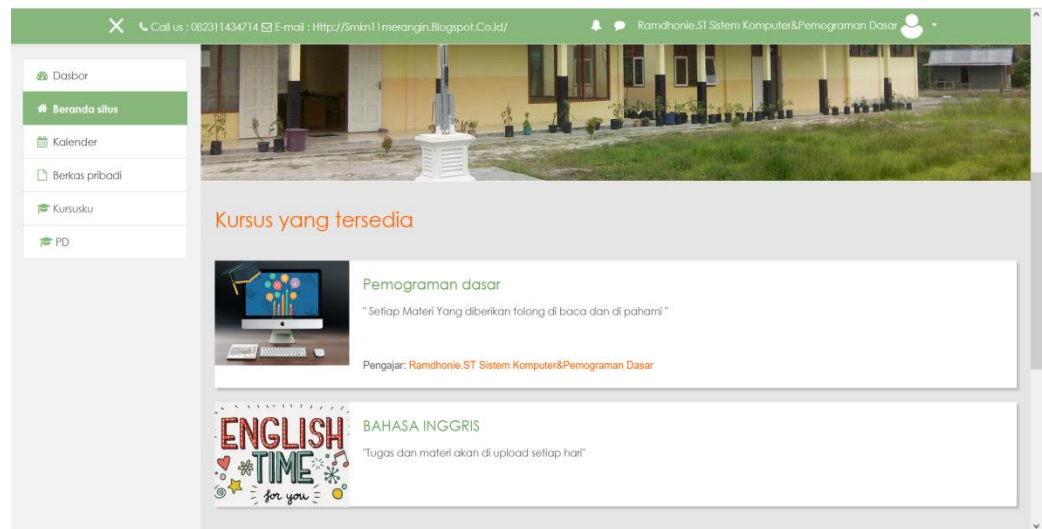 Call us : 082311434714 E-mail : Http://Smkn11merangin.Blogspot.Co.Id/
Ramdhonie.ST Sistem Komputer&Pemograman Dasar
Dasbor
Beranda situs
Kalender
Berkas pribadi
Kursusku
PD
Kursus yang tersedia
Pemograman dasar
" Setiap Materi Yang diberikan tolong di baca dan di pahami "
Pengajar: Ramdhonie.ST Sistem Komputer&Pemograman Dasar
ENGLISH
TIME
for you
BAHASA INGGRIS
"Tugas dan materi akan di upload setiap hari"